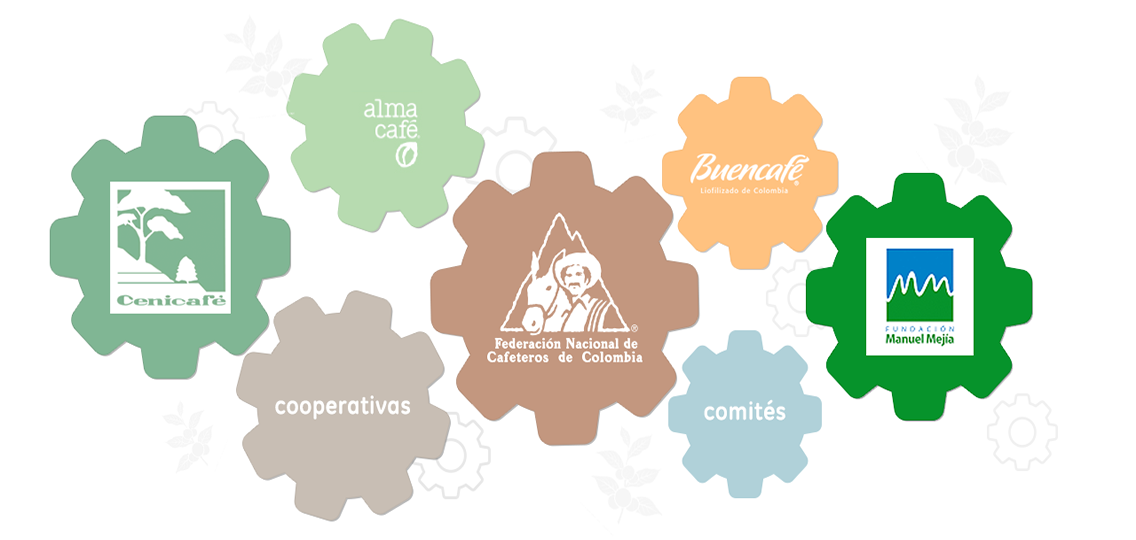 alma
café
®
Buencafé
®
Liofilizado de Colombia
Cenicafé
®
Federación Nacional de
Cafeteros de Colombia
FUNDACIÓN
Manuel Mejía
cooperativas
comités